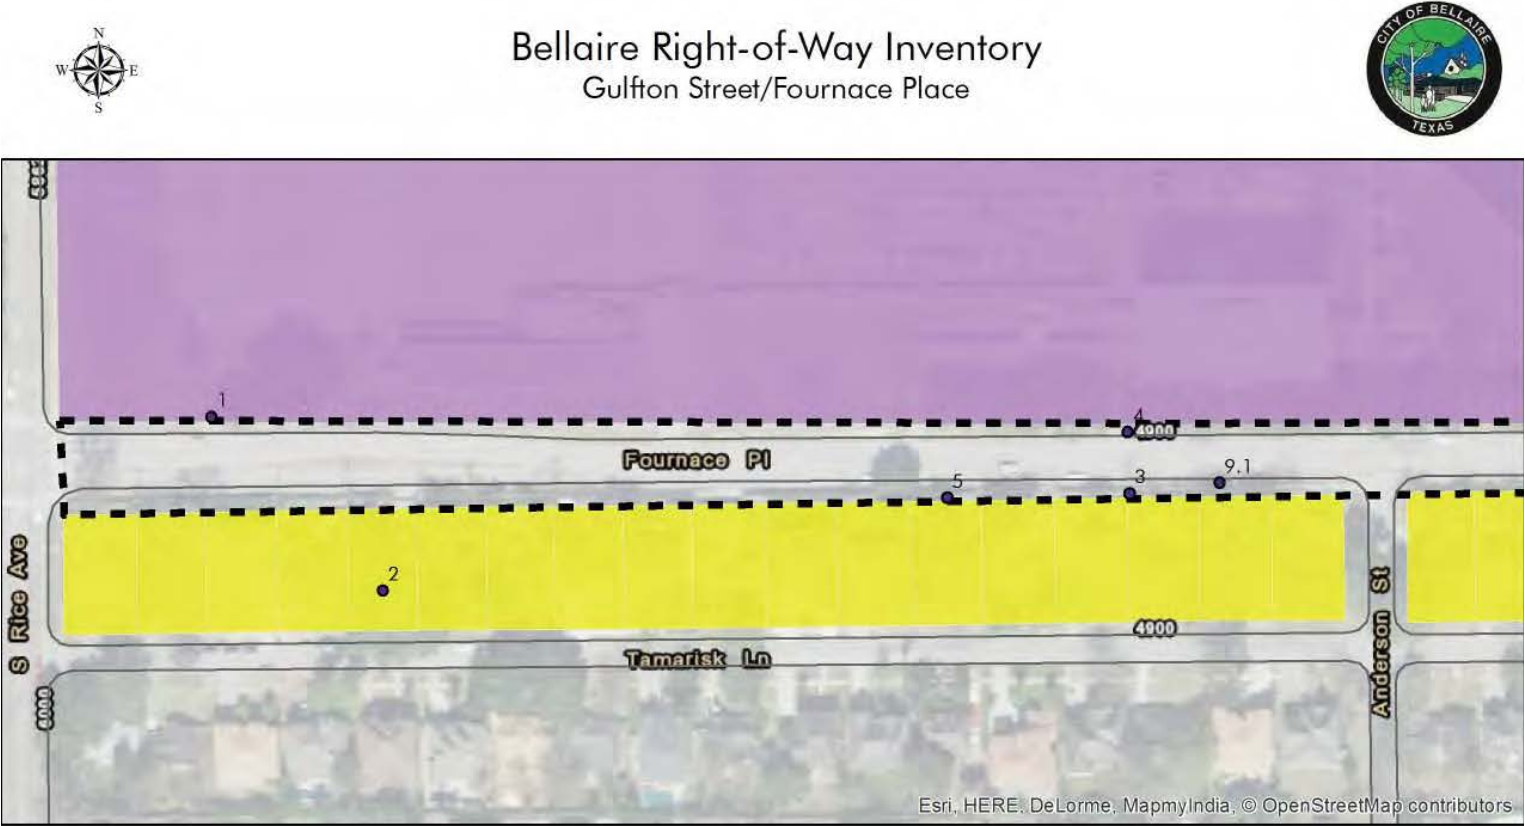 N
W E
S
Bellaire Right-of-Way Inventory
Gulfton Street/Fournace Place
CITY OF BELLAIRE
TEXAS
1
4
4900
Fournace Pl
9.1
5
3
2
S Rice Ave
4900
Tamarisk Ln
Anderson St
6000
Esri, HERE, DeLorme, MapmyIndia, © OpenStreetMap contributors